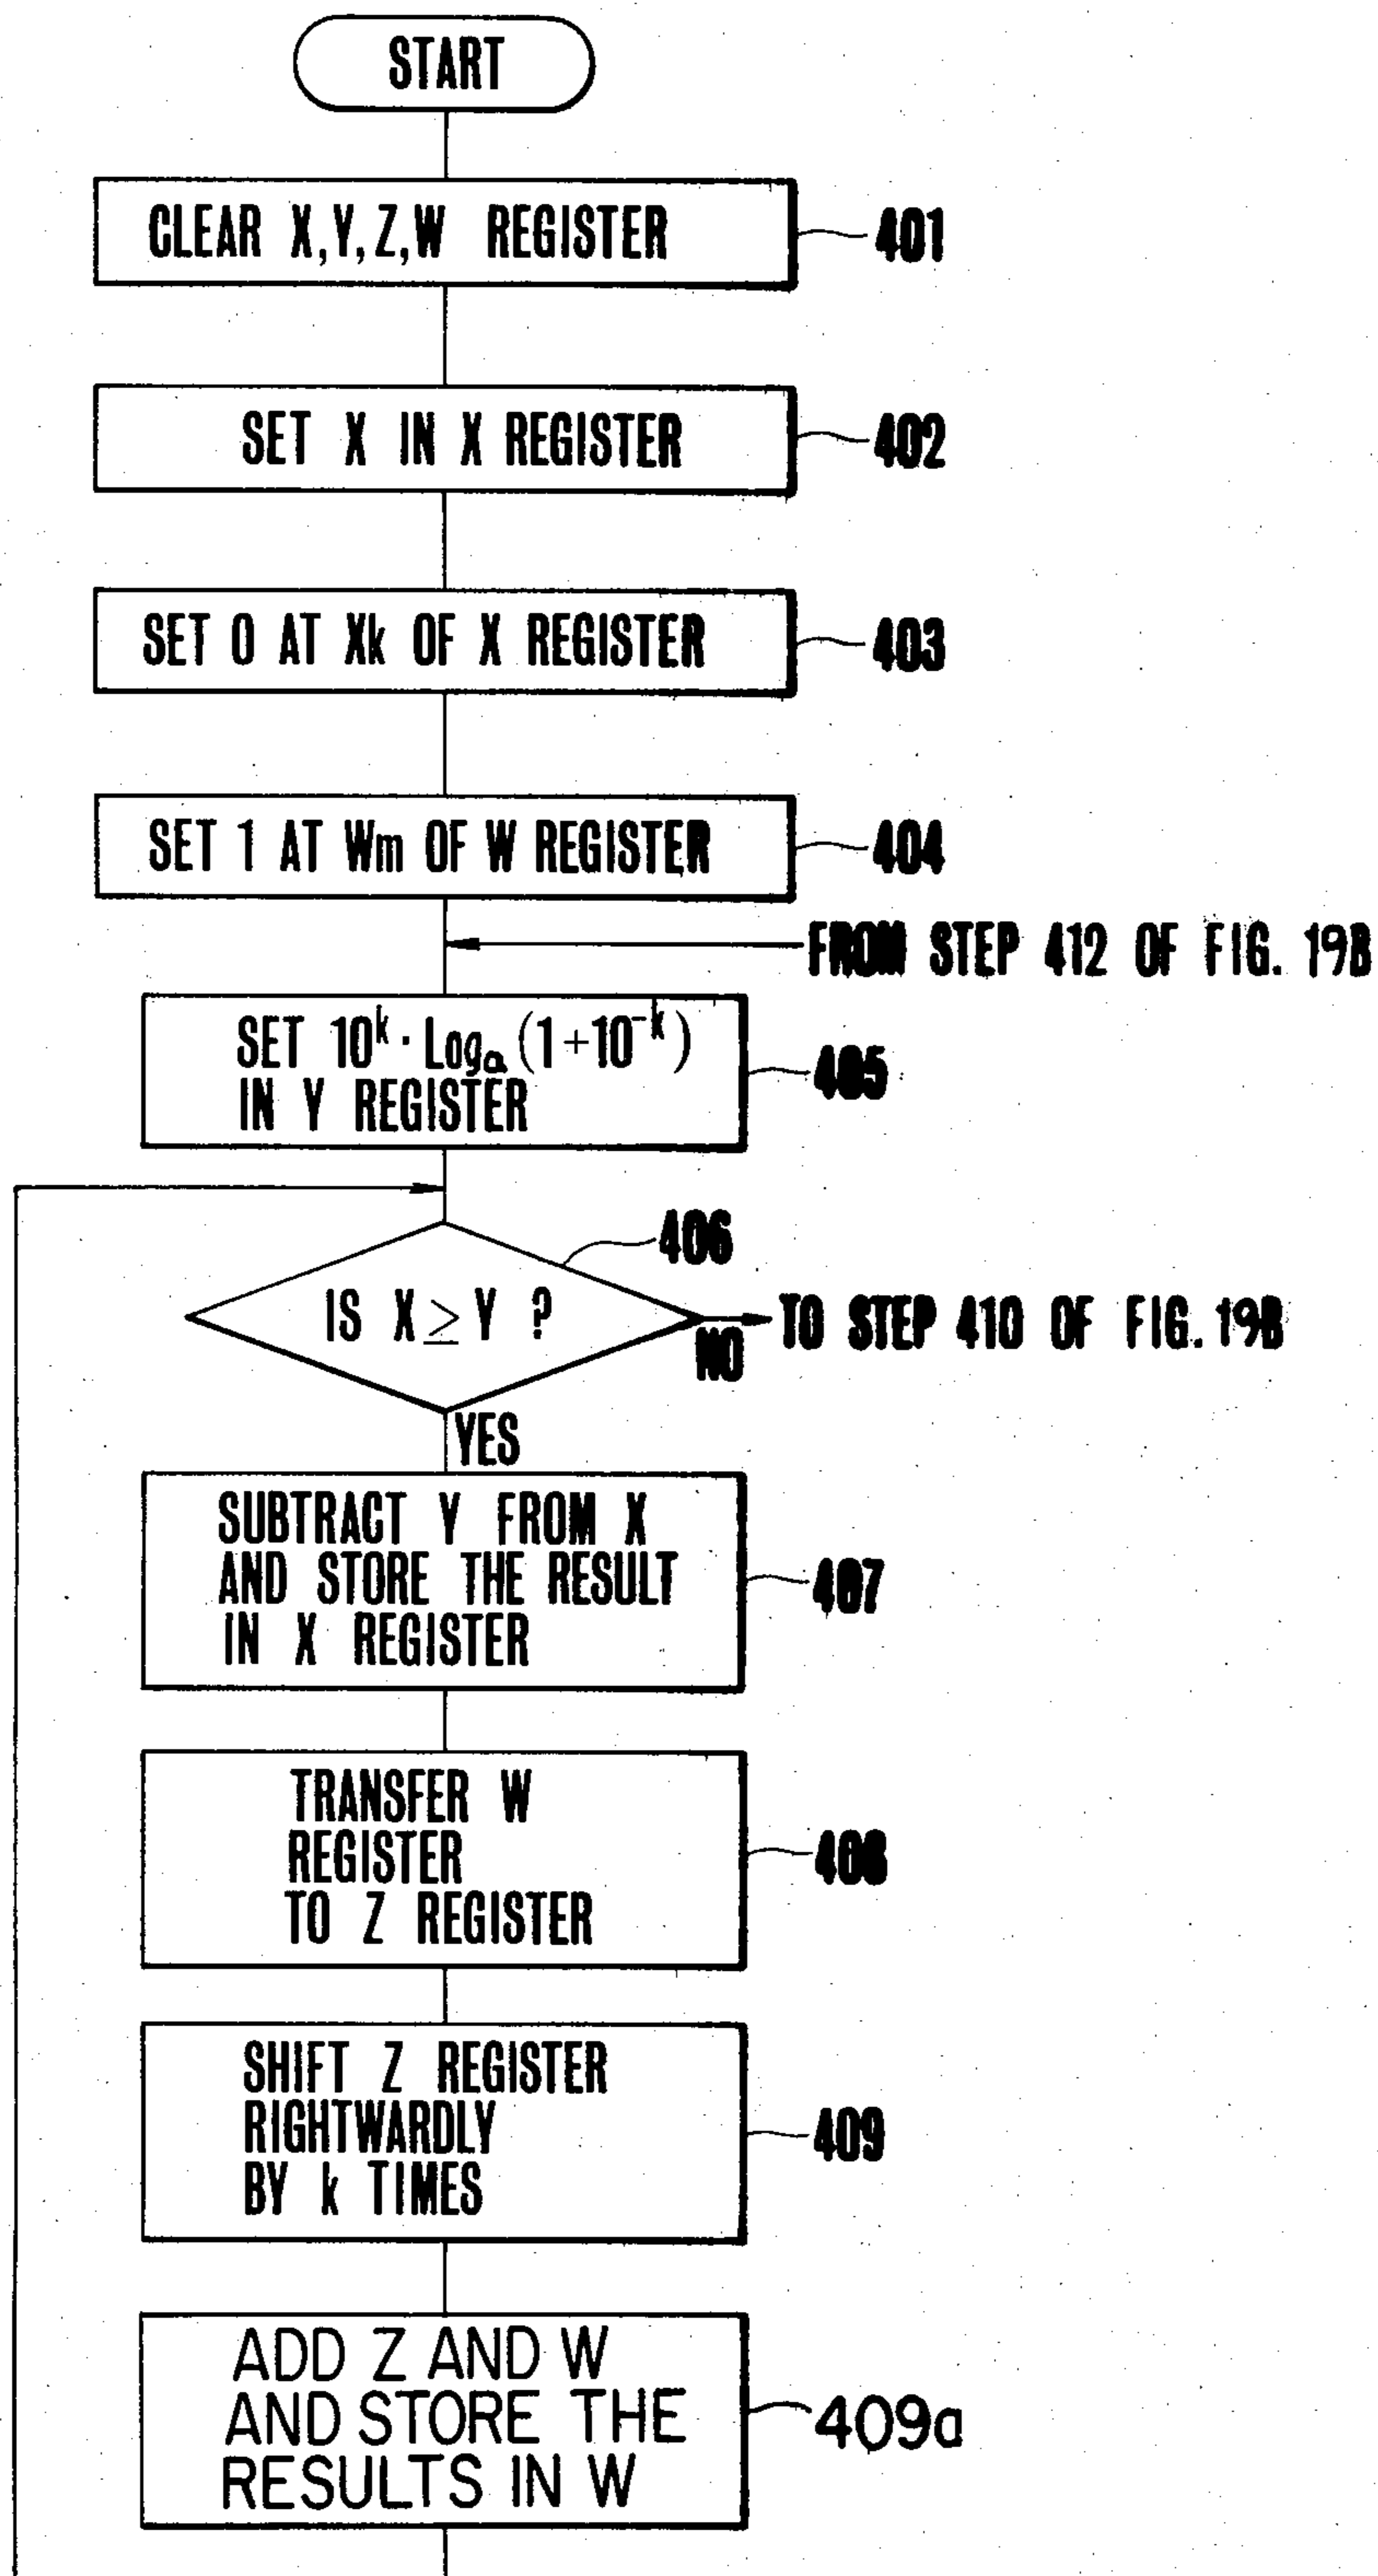 START
CLEAR X, Y, Z, W REGISTER
401
SET X IN X REGISTER
402
SET 0 AT Xk OF X REGISTER
403
SET 1 AT Wm OF W REGISTER
404
FROM STEP 412 OF FIG. 19B
SET 10^k · Log_a (1+10^-k)
IN Y REGISTER
405
406
IS X ≥ Y ?
NO
TO STEP 410 OF FIG. 19B
YES
SUBTRACT Y FROM X
AND STORE THE RESULT
IN X REGISTER
407
TRANSFER W
REGISTER
TO Z REGISTER
408
SHIFT Z REGISTER
RIGHTWARDLY
BY k TIMES
409
ADD Z AND W
AND STORE THE
RESULTS IN W
409a